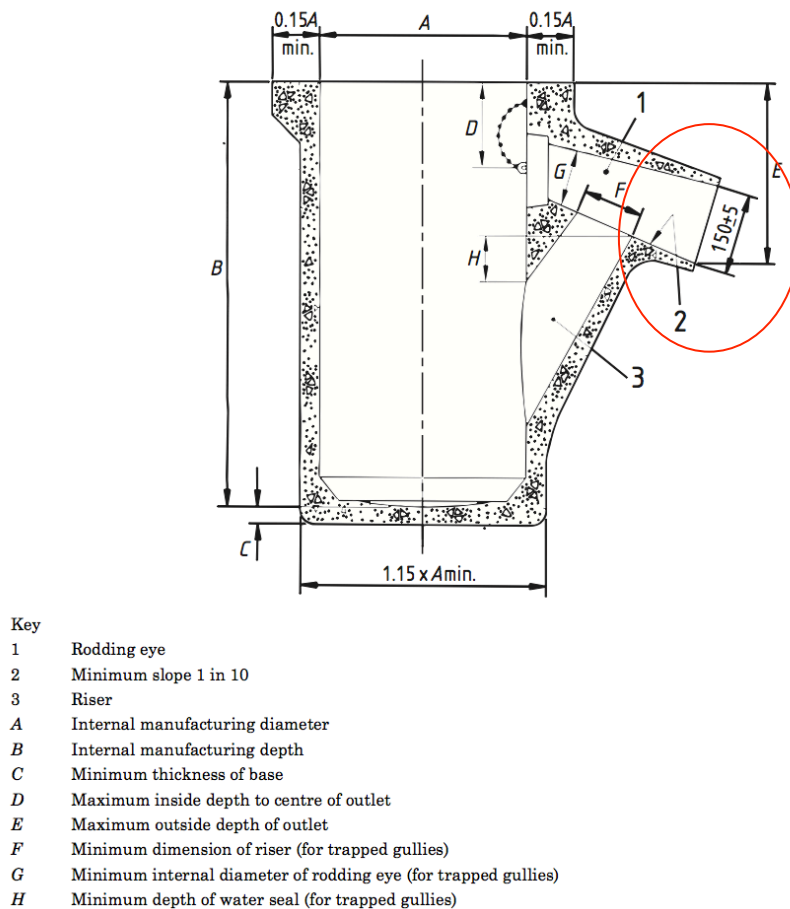 0.15A A 0.15A
min. min.
1
D
E
G
F
150±5
B
H
2
3
C
1.15 x A min.
Key
1 Rodding eye
2 Minimum slope 1 in 10
3 Riser
A Internal manufacturing diameter
B Internal manufacturing depth
C Minimum thickness of base
D Maximum inside depth to centre of outlet
E Maximum outside depth of outlet
F Minimum dimension of riser (for trapped gullies)
G Minimum internal diameter of rodding eye (for trapped gullies)
H Minimum depth of water seal (for trapped gullies)